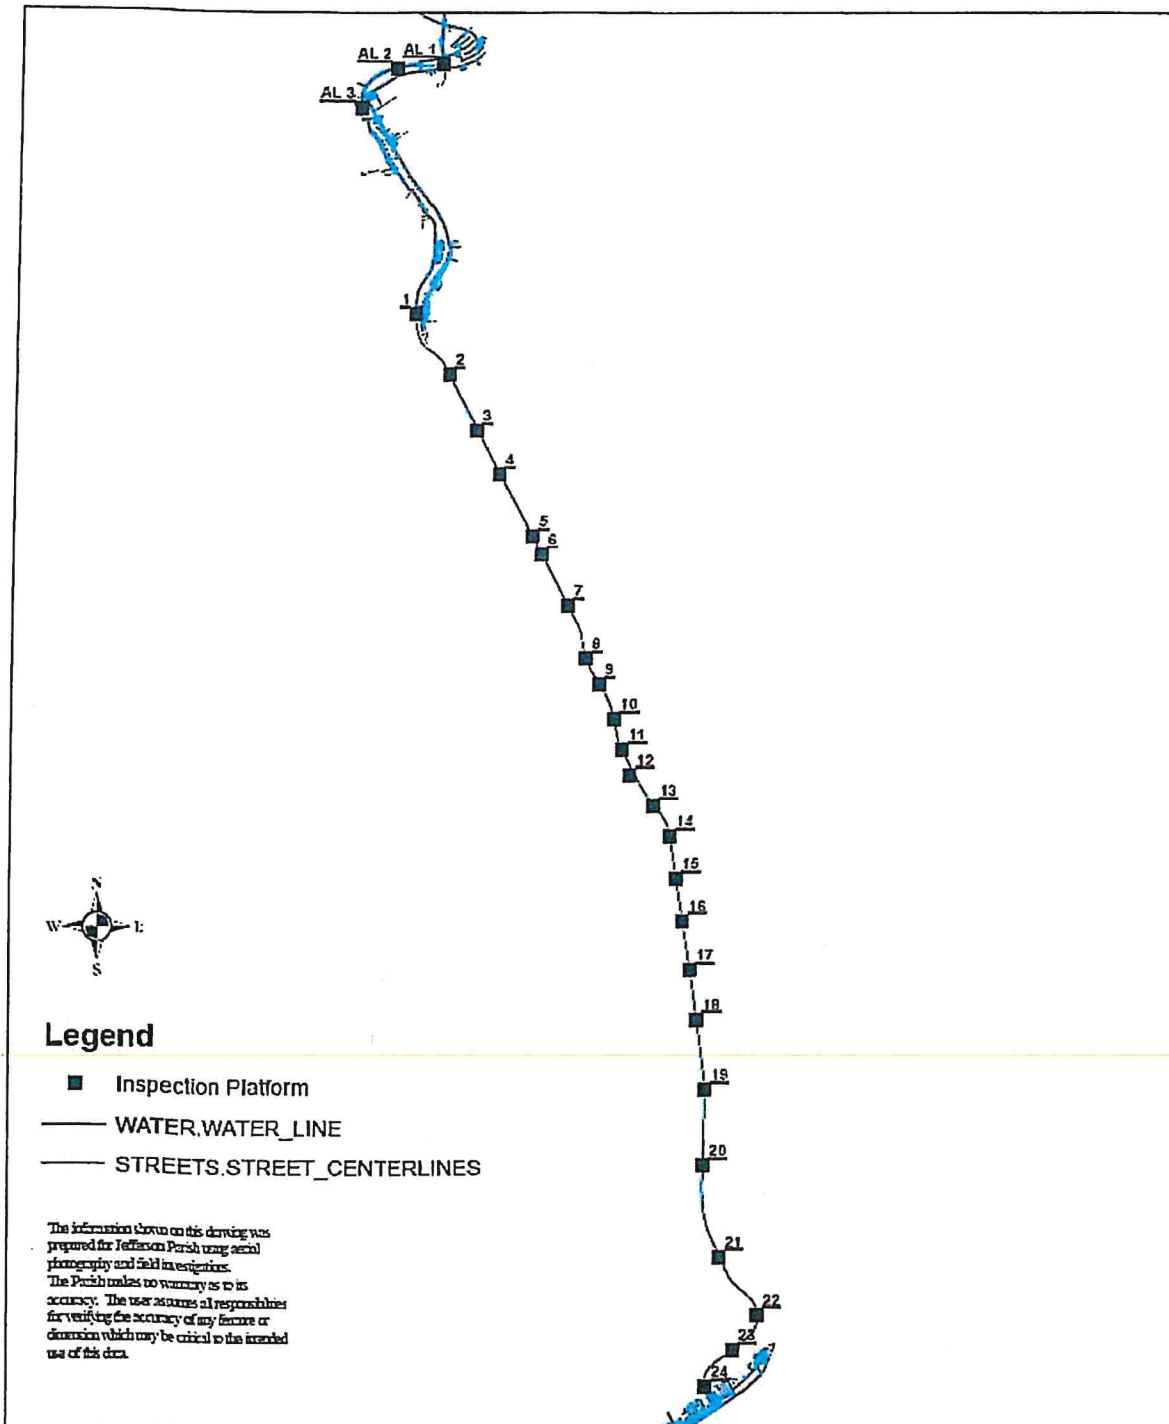 AL 2 AL 1
AL 3
1
2
3
4
5
6
7
8
9
10
11
12
13
14
15
16
17
18
19
20
21
22
23
24
N
W E
S
Legend
Inspection Platform
WATER.WATER_LINE
STREETS.STREET_CENTERLINES
The information shown on this drawing was
prepared for Jefferson Parish using aerial
photography and field investigations.
The Parish makes no warranty as to its
accuracy. The user assumes all responsibilities
for verifying the accuracy of any feature or
dimension which may be critical to the intended
use of this data.